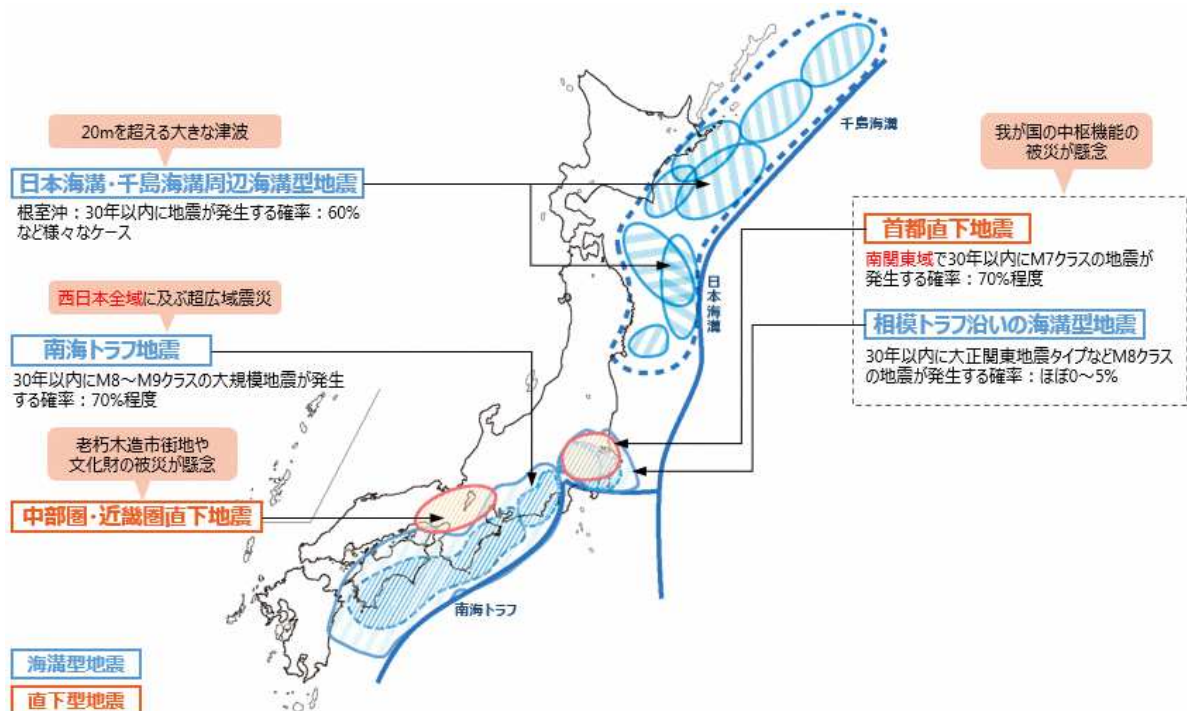 20mを超える大きな津波
日本海溝・千島海溝周辺海溝型地震
根室沖：30年以内に地震が発生する確率：60%
など様々なケース
西日本全域に及ぶ超広域震災
南海トラフ地震
30年以内にM8～M9クラスの大規模地震が発生
する確率：70%程度
老朽木造市街地や
文化財の被災が懸念
中部圏・近畿圏直下地震
海溝型地震
直下型地震
千島海溝
日本海溝
南海トラフ
我が国の中枢機能の
被災が懸念
首都直下地震
南関東域で30年以内にM7クラスの地震が
発生する確率：70%程度
相模トラフ沿いの海溝型地震
30年以内に大正関東地震タイプなどM8クラス
の地震が発生する確率：ほぼ0～5%